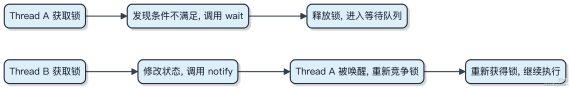 Thread A 获取锁
发现条件不满足, 调用 wait
释放锁, 进入等待队列
Thread B 获取锁
修改状态, 调用 notify
Thread A 被唤醒, 重新竞争锁
重新获得锁, 继续执行